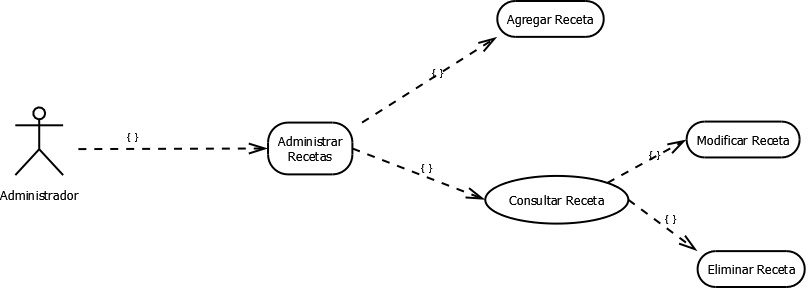 Agregar Receta
{ }
{ }
Administrar
Recetas
Modificar Receta
{ }
{ }
Administrador
Consultar Receta
{ }
Eliminar Receta